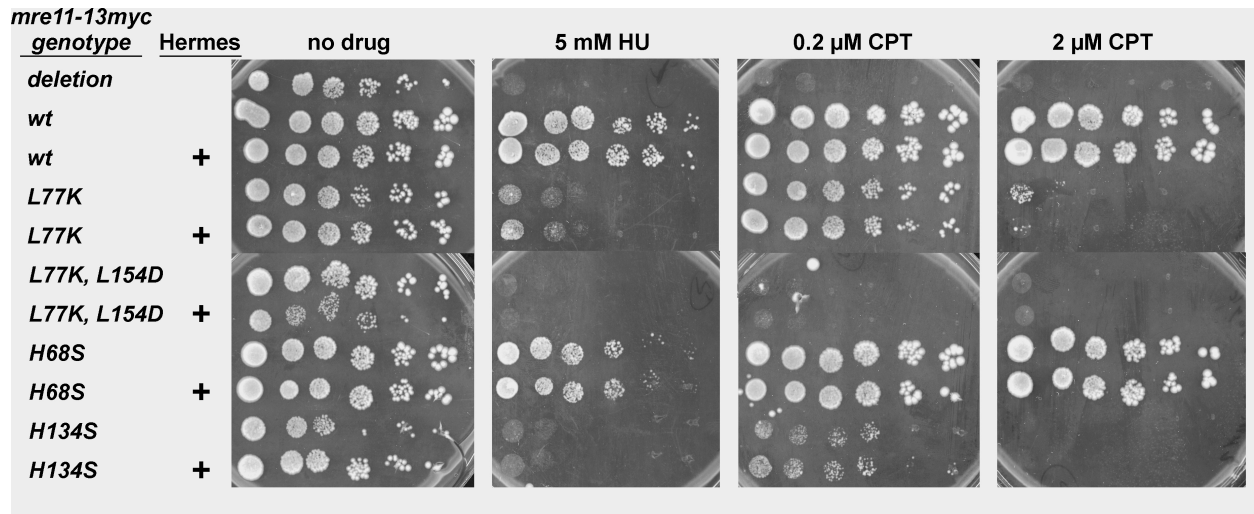 mre11-13myc
genotype Hermes no drug 5 mM HU 0.2 µM CPT 2 µM CPT
deletion
wt
wt +
L77K
L77K +
L77K, L154D
L77K, L154D +
H68S
H68S +
H134S
H134S +